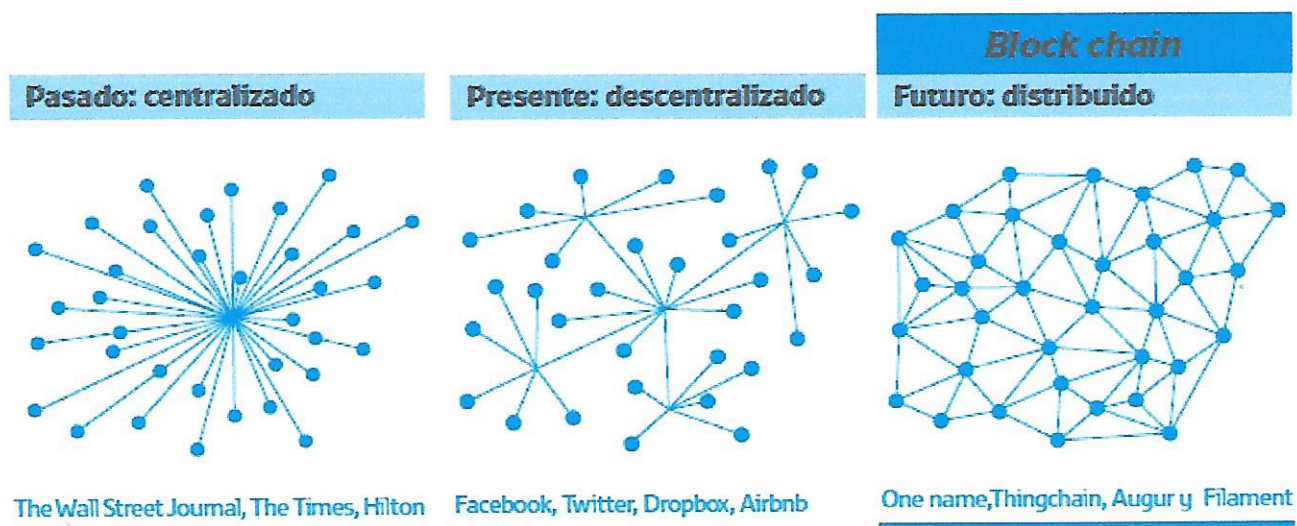 Block chain
Pasado: centralizado
Presente: descentralizado
Futuro: distribuido
The Wall Street Journal, The Times, Hilton
Facebook, Twitter, Dropbox, Airbnb
One name,Thingchain, Augur y Filament